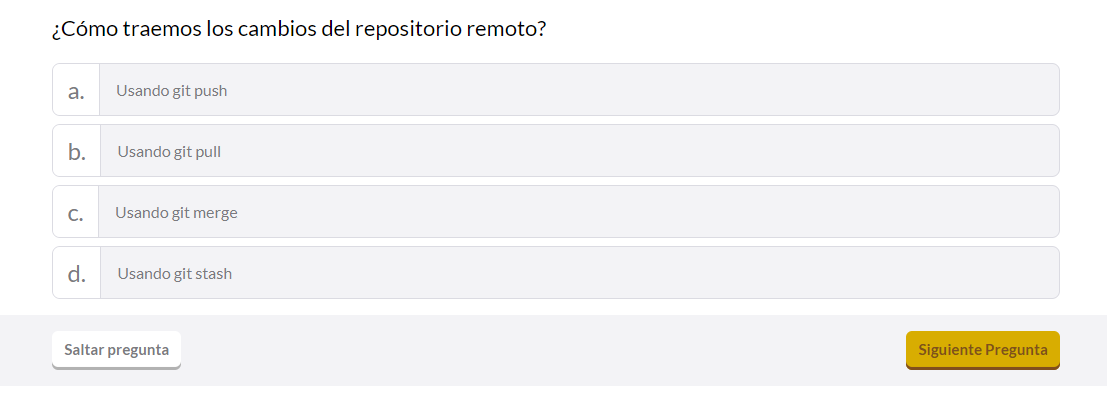 ¿Cómo traemos los cambios del repositorio remoto?
a. Usando git push
b. Usando git pull
c. Usando git merge
d. Usando git stash
Saltar pregunta
Siguiente Pregunta